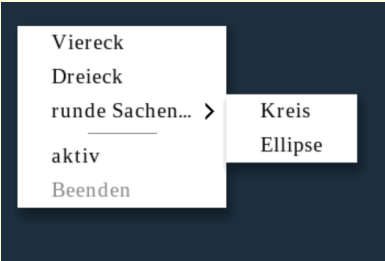 Viereck
Dreieck
runde Sachen...
aktiv
Beenden
Kreis
Ellipse